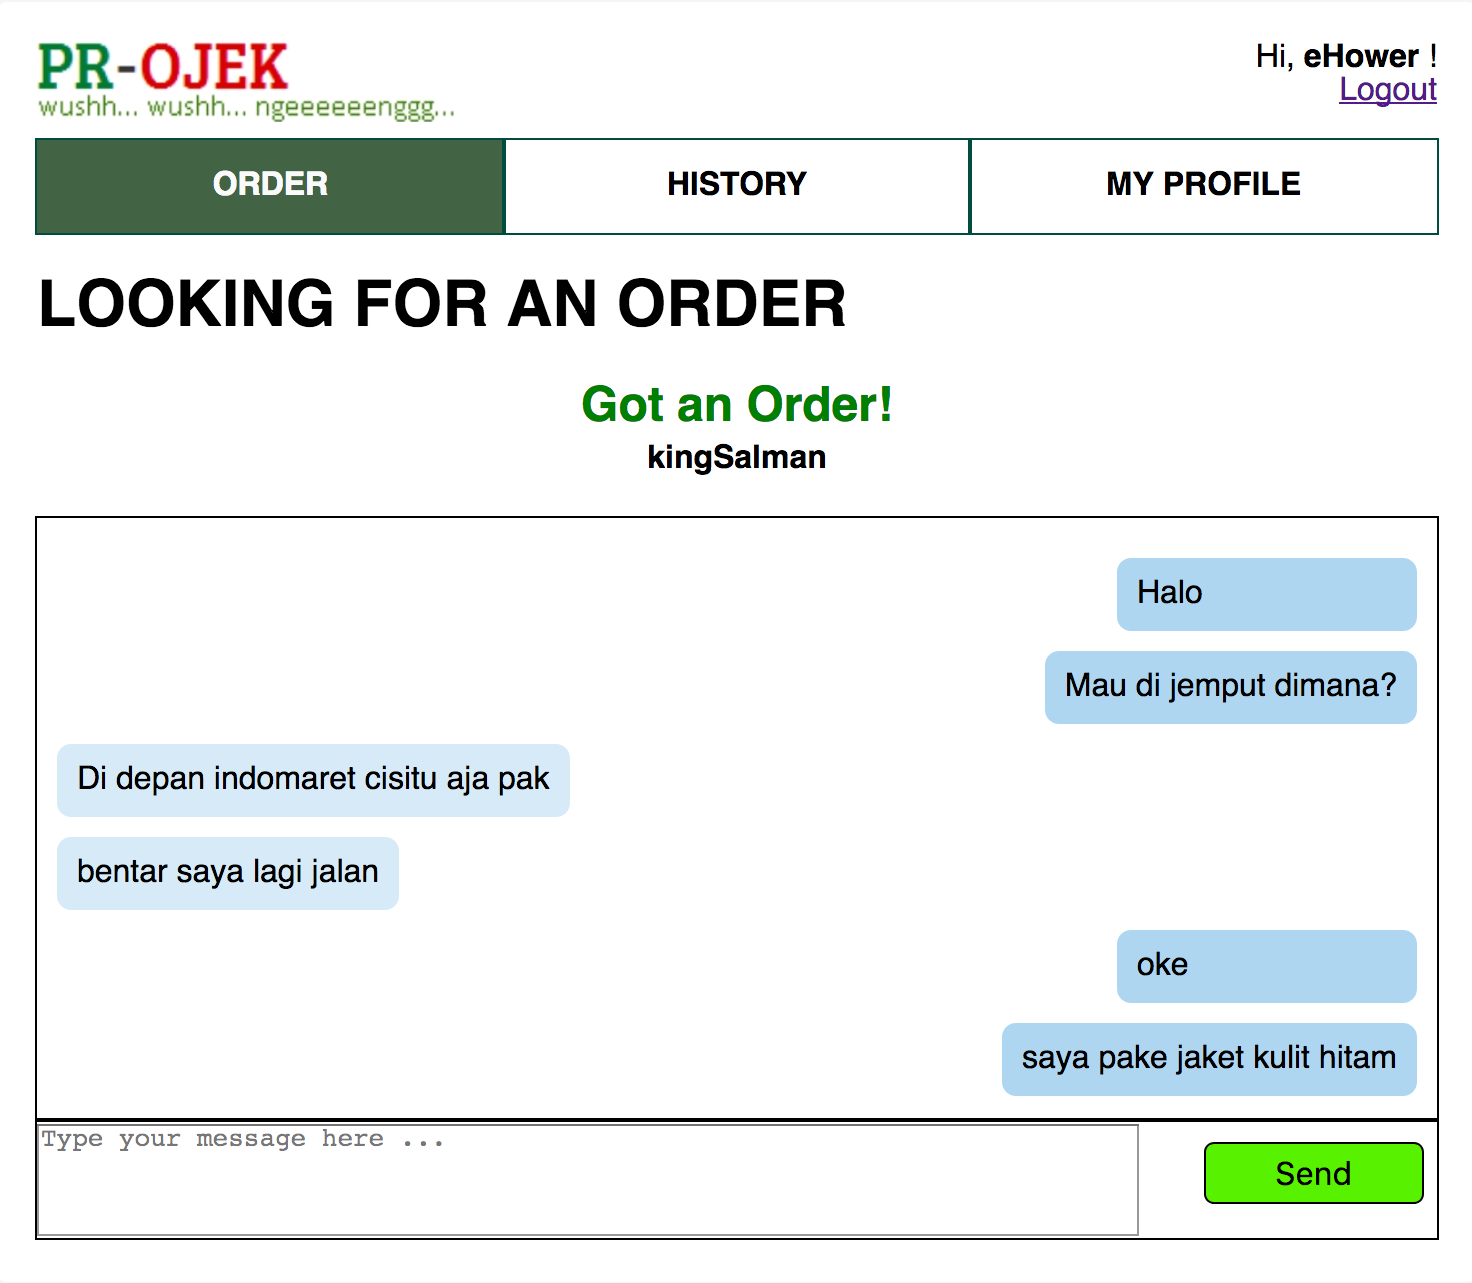 PR-OJEK
wushh... wushh... ngeeeeeenggg...
Hi, eHower !
Logout
ORDER
HISTORY
MY PROFILE
LOOKING FOR AN ORDER
Got an Order!
kingSalman
Halo
Mau di jemput dimana?
Di depan indomaret cisitu aja pak
bentar saya lagi jalan
oke
saya pake jaket kulit hitam
Type your message here ...
Send